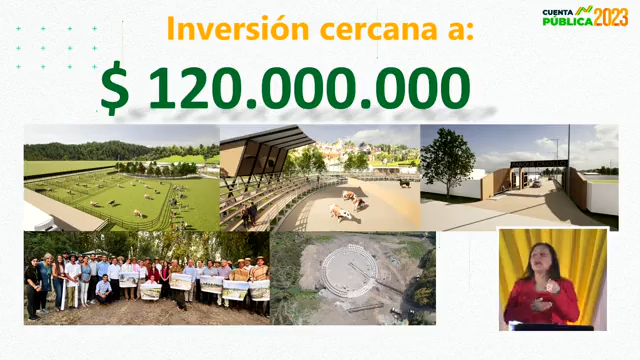 Inversión cercana a:
$ 120.000.000
CUENTA
PÚBLICA 2023